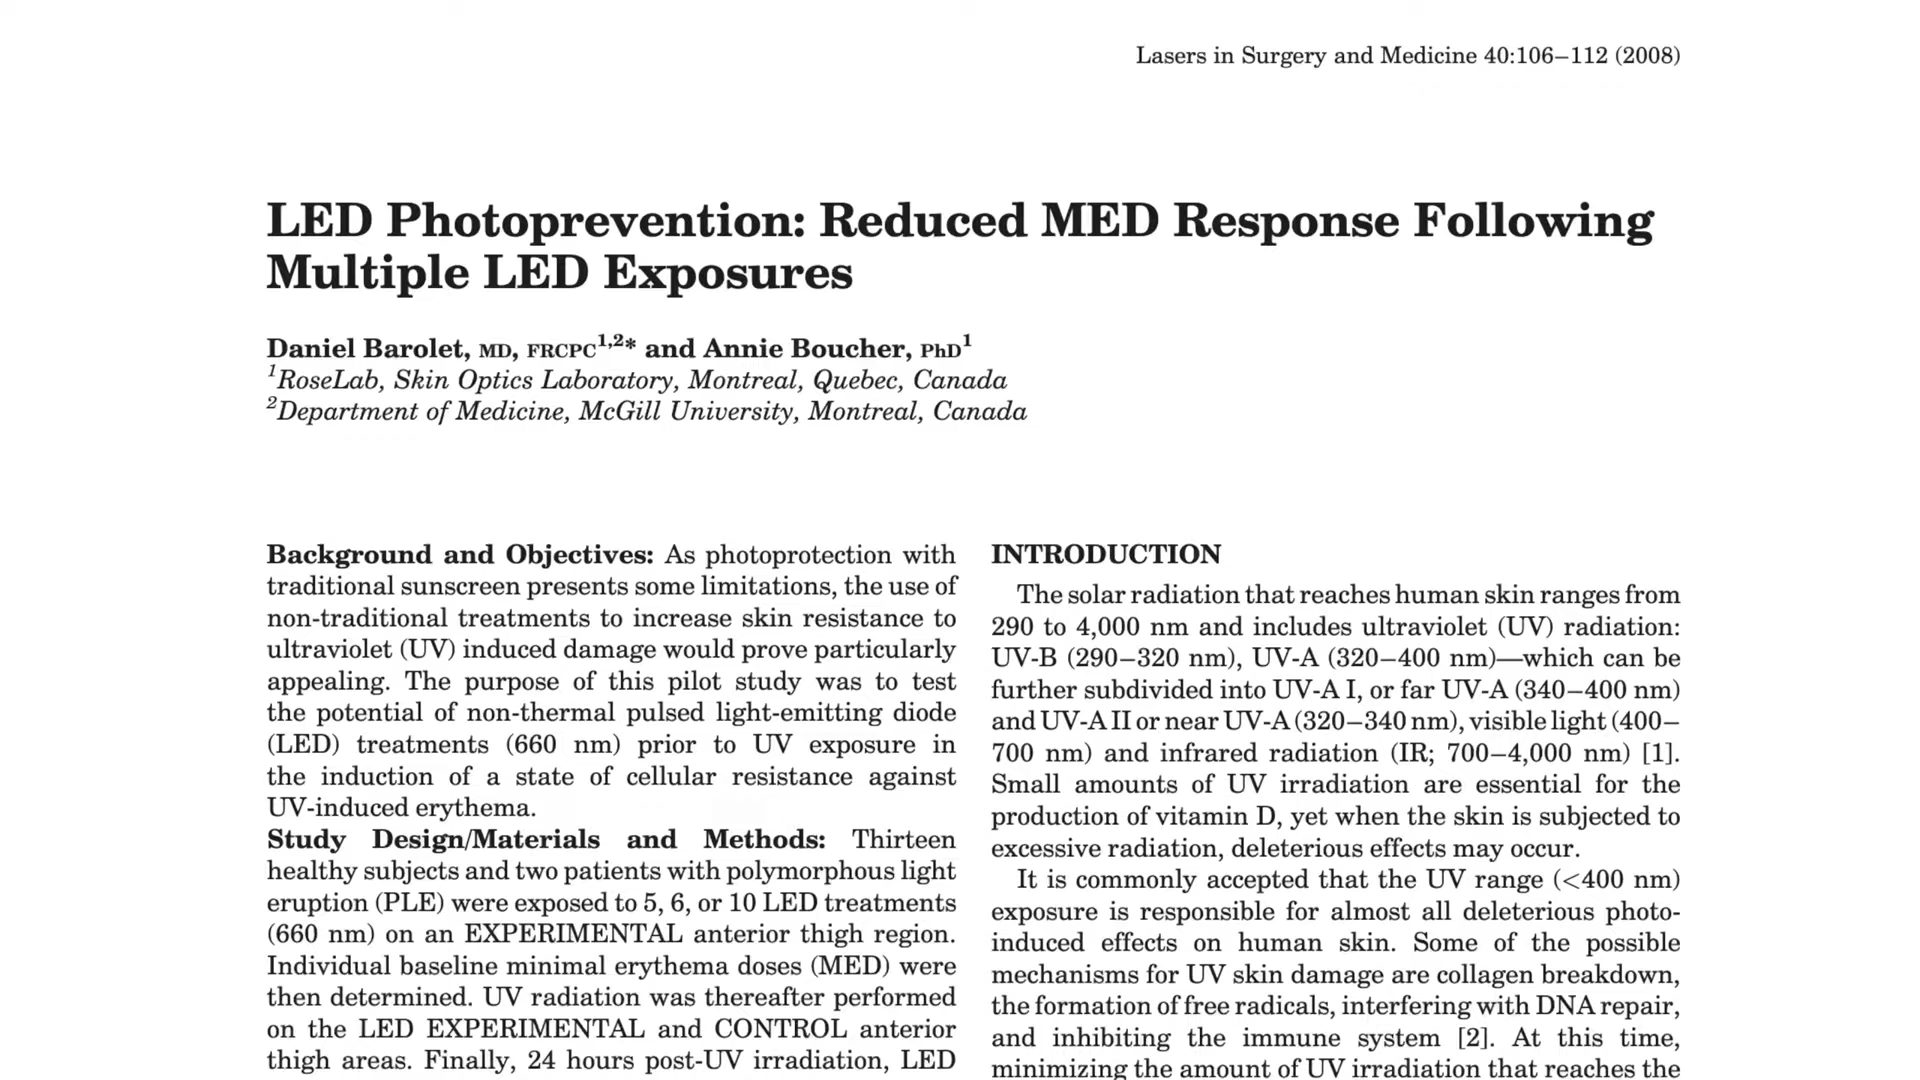 Lasers in Surgery and Medicine 40:106–112 (2008)
LED Photoprevention: Reduced MED Response Following
Multiple LED Exposures
Daniel Barolet, MD, FRCPC1,2* and Annie Boucher, PhD1
1RoseLab, Skin Optics Laboratory, Montreal, Quebec, Canada
2Department of Medicine, McGill University, Montreal, Canada
Background and Objectives: As photoprotection with
traditional sunscreen presents some limitations, the use of
non-traditional treatments to increase skin resistance to
ultraviolet (UV) induced damage would prove particularly
appealing. The purpose of this pilot study was to test
the potential of non-thermal pulsed light-emitting diode
(LED) treatments (660 nm) prior to UV exposure in
the induction of a state of cellular resistance against
UV-induced erythema.
Study Design/Materials and Methods: Thirteen
healthy subjects and two patients with polymorphous light
eruption (PLE) were exposed to 5, 6, or 10 LED treatments
(660 nm) on an EXPERIMENTAL anterior thigh region.
Individual baseline minimal erythema doses (MED) were
then determined. UV radiation was thereafter performed
on the LED EXPERIMENTAL and CONTROL anterior
thigh areas. Finally, 24 hours post-UV irradiation, LED
INTRODUCTION
The solar radiation that reaches human skin ranges from
290 to 4,000 nm and includes ultraviolet (UV) radiation:
UV-B (290–320 nm), UV-A (320–400 nm)—which can be
further subdivided into UV-A I, or far UV-A (340–400 nm)
and UV-A II or near UV-A (320–340 nm), visible light (400–
700 nm) and infrared radiation (IR; 700–4,000 nm) [1].
Small amounts of UV irradiation are essential for the
production of vitamin D, yet when the skin is subjected to
excessive radiation, deleterious effects may occur.
It is commonly accepted that the UV range (<400 nm)
exposure is responsible for almost all deleterious photo-
induced effects on human skin. Some of the possible
mechanisms for UV skin damage are collagen breakdown,
the formation of free radicals, interfering with DNA repair,
and inhibiting the immune system [2]. At this time,
minimizing the amount of UV irradiation that reaches the